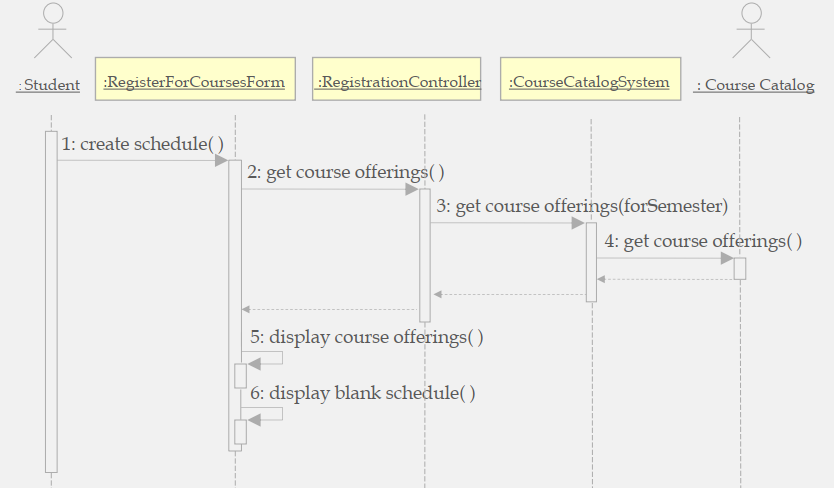 : Student
:RegisterForCoursesForm
:RegistrationController
:CourseCatalogSystem
: Course Catalog
1: create schedule( )
2: get course offerings( )
3: get course offerings(forSemester)
4: get course offerings( )
5: display course offerings( )
6: display blank schedule( )